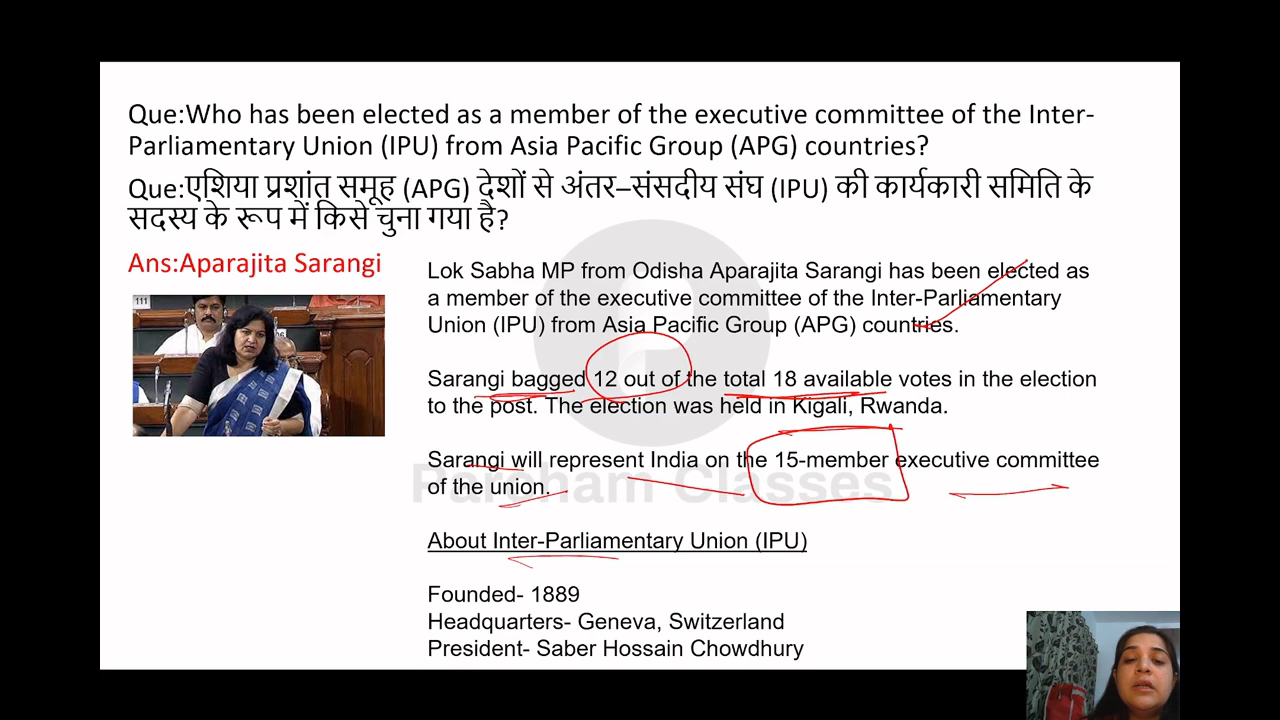 Que:Who has been elected as a member of the executive committee of the Inter-
Parliamentary Union (IPU) from Asia Pacific Group (APG) countries?
Que:एशिया प्रशांत समूह (APG) देशों से अंतर–संसदीय संघ (IPU) की कार्यकारी समिति के
सदस्य के रूप में किसे चुना गया है?
Ans:Aparajita Sarangi
111
Lok Sabha MP from Odisha Aparajita Sarangi has been elected as
a member of the executive committee of the Inter-Parliamentary
Union (IPU) from Asia Pacific Group (APG) countries.
Sarangi bagged 12 out of the total 18 available votes in the election
to the post. The election was held in Kigali, Rwanda.
Sarangi will represent India on the 15-member executive committee
of the union.
Parcham Classes
About Inter-Parliamentary Union (IPU)
Founded- 1889
Headquarters- Geneva, Switzerland
President- Saber Hossain Chowdhury